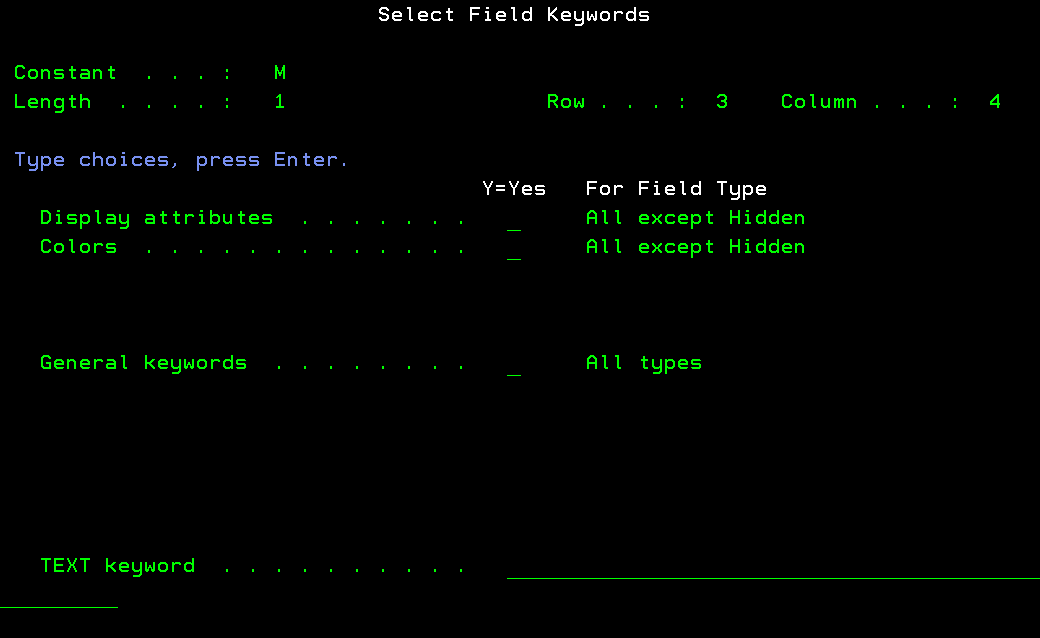 Select Field Keywords
Constant . . . : M
Length . . . . : 1 Row . . . : 3 Column . . . : 4
Type choices, press Enter.
Y=Yes For Field Type
Display attributes . . . . . . . _ All except Hidden
Colors . . . . . . . . . . . . . _ All except Hidden
General keywords . . . . . . . . _ All types
TEXT keyword . . . . . . . . . .